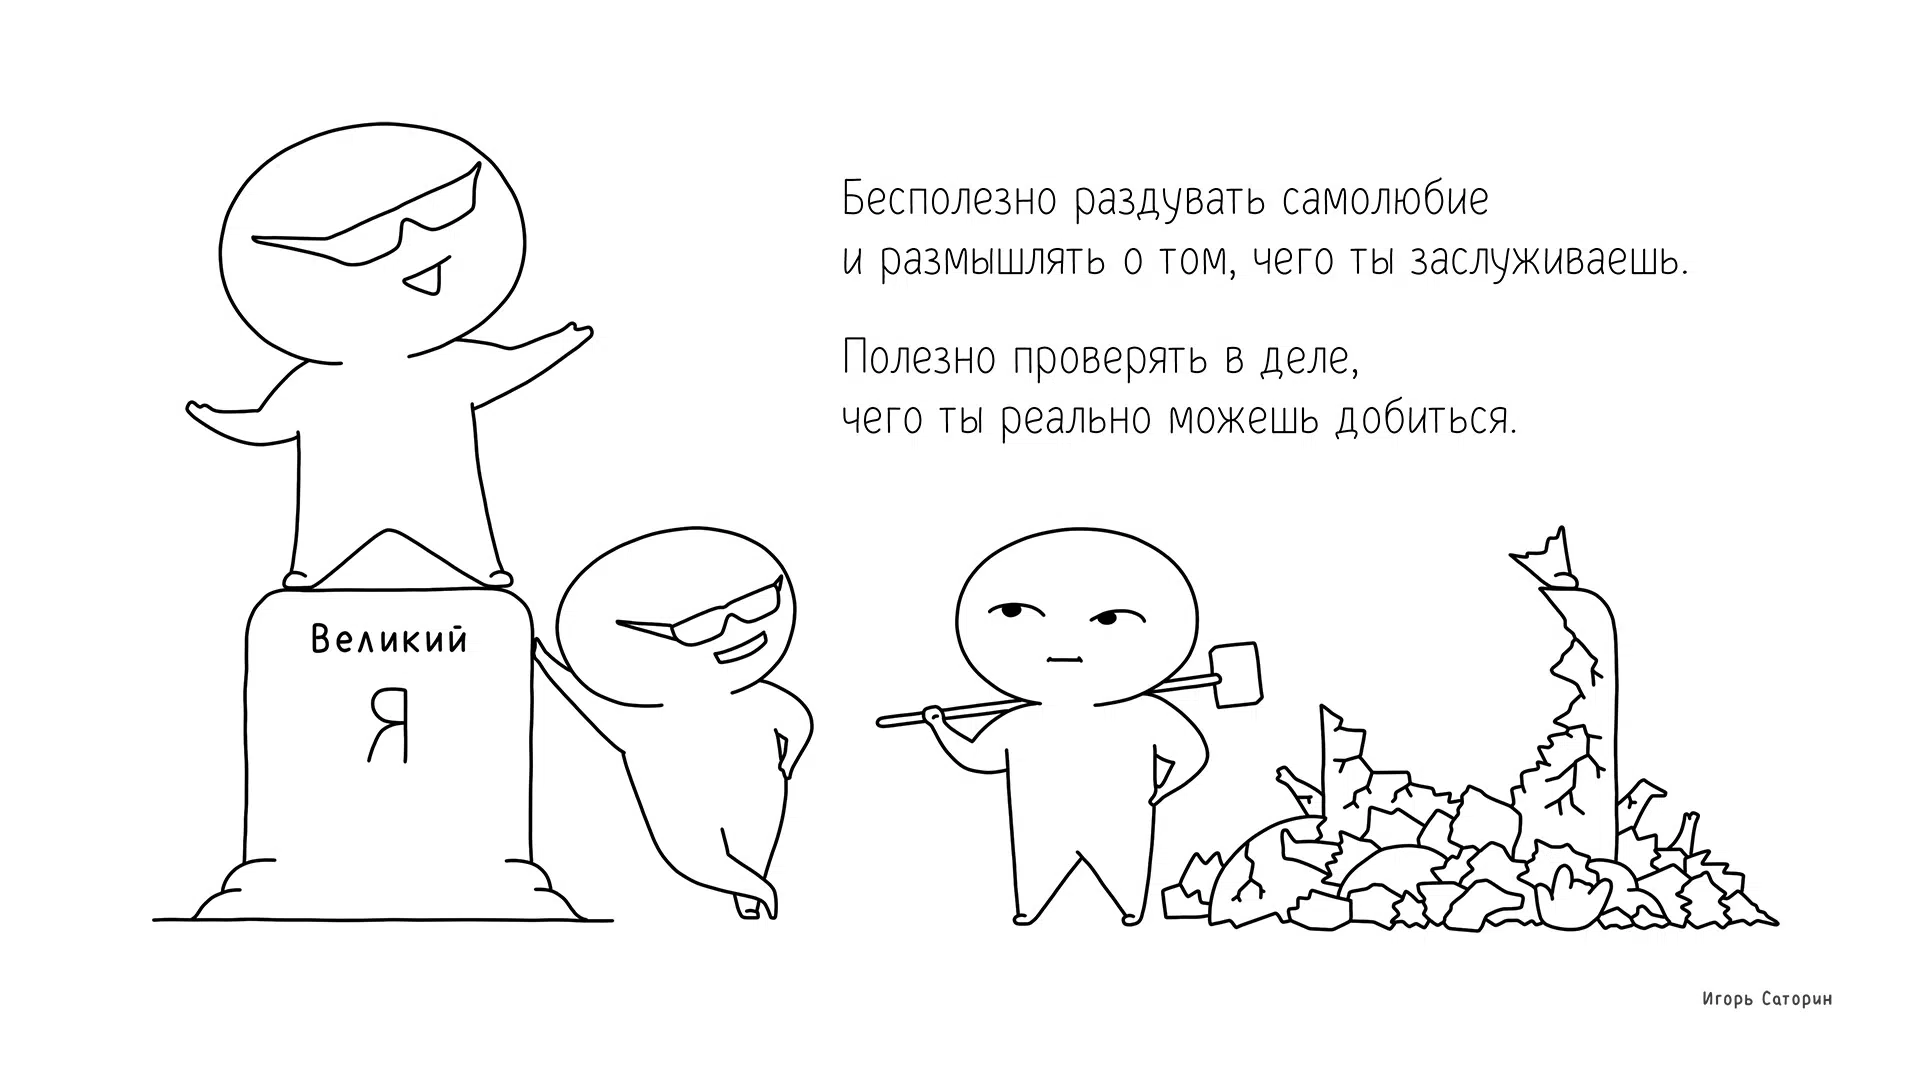 Бесполезно раздувать самолюбие
и размышлять о том, чего ты заслуживаешь.
Полезно проверять в деле,
чего ты реально можешь добиться.
Великий
Я
Игорь Саторин